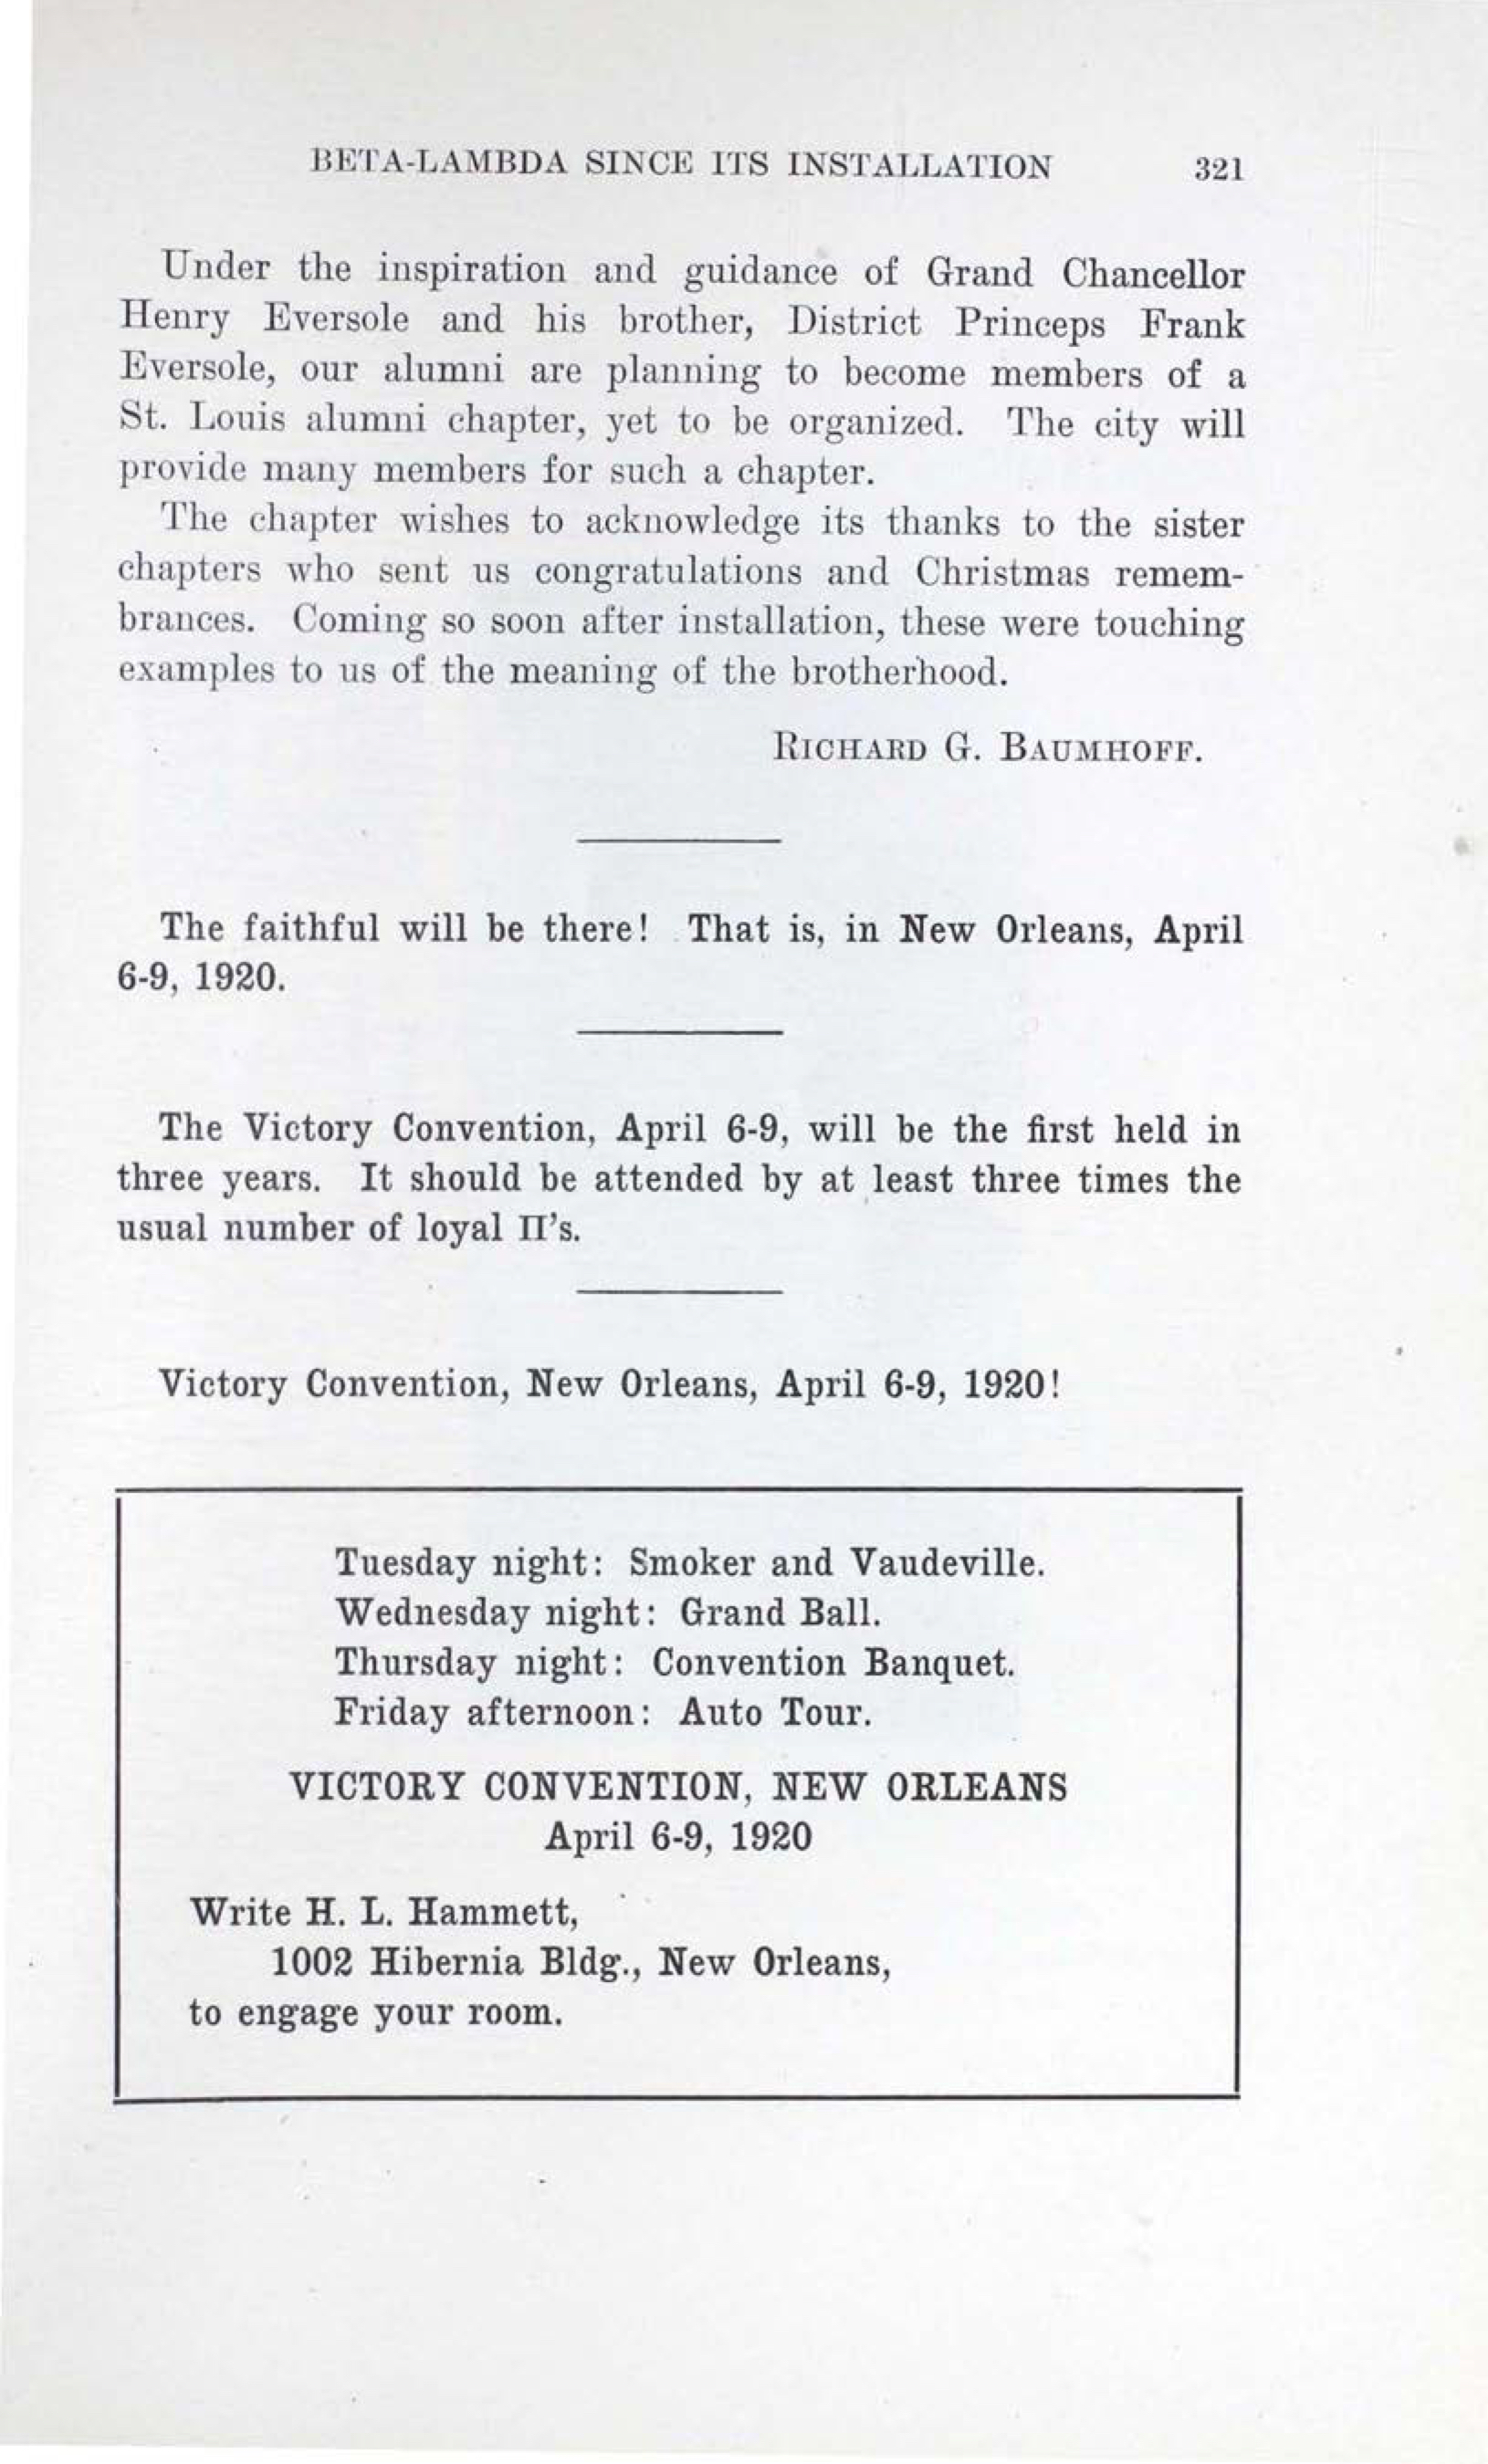 BETA-LAMBDA SINCE ITS INSTALLATION 321
Under the inspiration and guidance of Grand Chancellor
Henry Eversole and his brother, District Princeps Frank
Eversole, our alumni are planning to become members of a
St. Louis alumni chapter, yet to be organized. The city will
provide many members for such a chapter.
The chapter wishes to acknowledge its thanks to the sister
chapters who sent us congratulations and Christmas remem-
brances. Coming so soon after installation, these were touching
examples to us of the meaning of the brotherhood.
RICHARD G. BAUMHOFF.
The faithful will be there! That is, in New Orleans, April
6-9, 1920.
The Victory Convention, April 6-9, will be the first held in
three years. It should be attended by at least three times the
usual number of loyal Π's.
Victory Convention, New Orleans, April 6-9, 1920!
Tuesday night: Smoker and Vaudeville.
Wednesday night: Grand Ball.
Thursday night: Convention Banquet.
Friday afternoon: Auto Tour.
VICTORY CONVENTION, NEW ORLEANS
April 6-9, 1920
Write H. L. Hammett,
1002 Hibernia Bldg., New Orleans,
to engage your room.